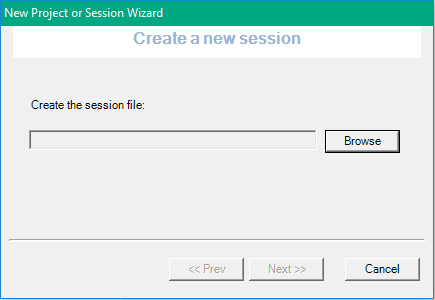 New Project or Session Wizard
Create a new session
Create the session file:
Browse
<< Prev
Next >>
Cancel